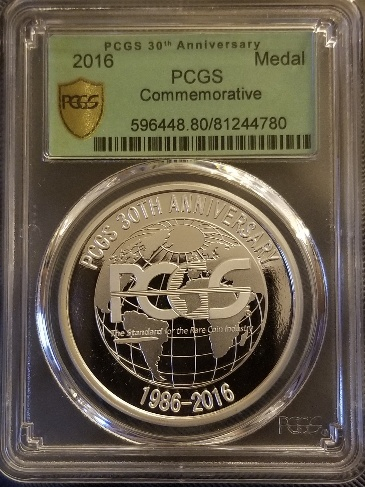 PCGS 30th Anniversary
2016 Medal
PCGS
PCGS
Commemorative
596448.80/81244780
PCGS 30TH ANNIVERSARY
PCGS
The Standard for the Rare Coin Industry
1986-2016
PCGS